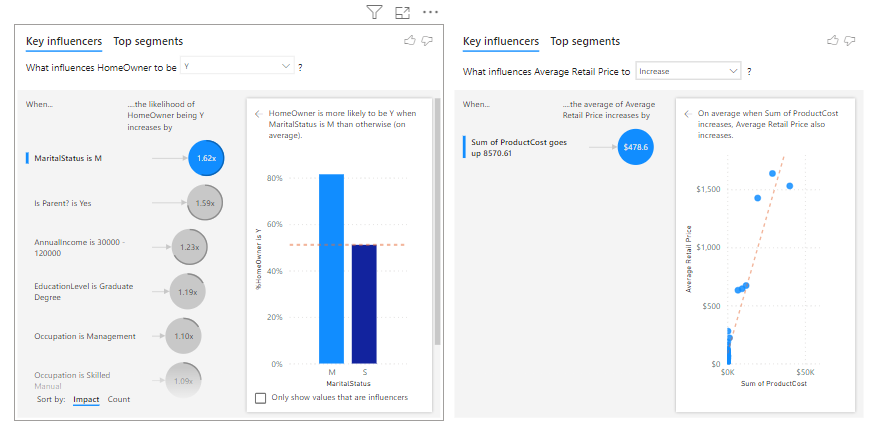 Key influencers Top segments
What influences HomeOwner to be Y ?
When... ....the likelihood of
HomeOwner being Y
increases by
MaritalStatus is M 1.62x
Is Parent? is Yes 1.59x
AnnualIncome is 30000 -
120000 1.23x
EducationLevel is Graduate
Degree 1.19x
Occupation is Management 1.10x
Occupation is Skilled
Manual 1.09x
Sort by: Impact Count
HomeOwner is more likely to be Y when
MaritalStatus is M than otherwise (on
average).
%HomeOwner is Y
80%
60%
40%
20%
0%
M S
MaritalStatus
Only show values that are influencers
Key influencers Top segments
What influences Average Retail Price to Increase ?
When... ....the average of Average
Retail Price increases by
Sum of ProductCost goes
up 8570.61 $478.6
On average when Sum of ProductCost
increases, Average Retail Price also
increases.
Average Retail Price
$1,500
$1,000
$500
$0
$0K $50K
Sum of ProductCost